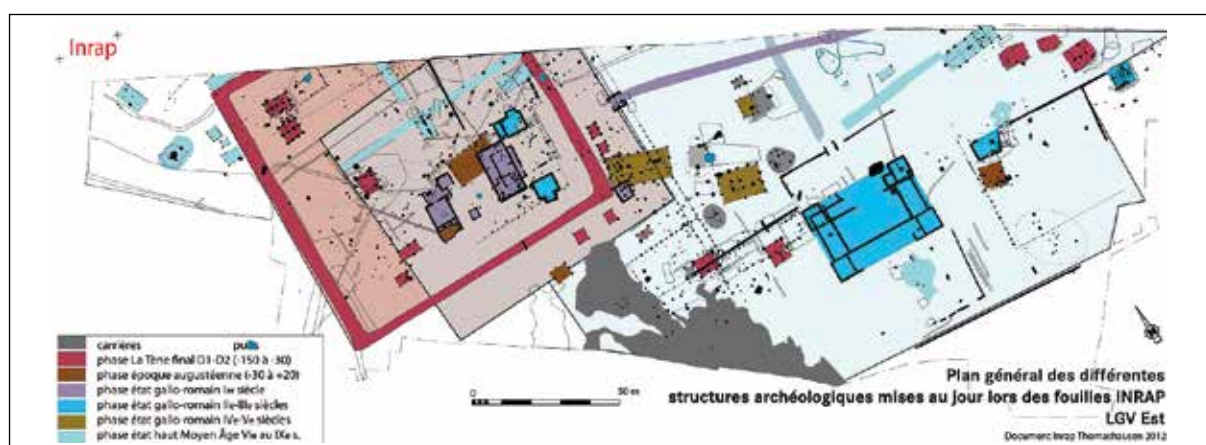 Inrap
carrières puits
phase La Tène final D1-D2 (-150 à -30)
phase époque augustéenne (-30 à +20)
phase état gallo-romain Ier siècle
phase état gallo-romain IIe-IIIe siècles
phase état gallo-romain IVe-Ve siècles
phase état haut Moyen Âge VIe au IXe s.
50 m
Plan général des différentes
structures archéologiques mises au jour lors des fouilles INRAP
LGV Est
Document Inrap Thomashausen 2012